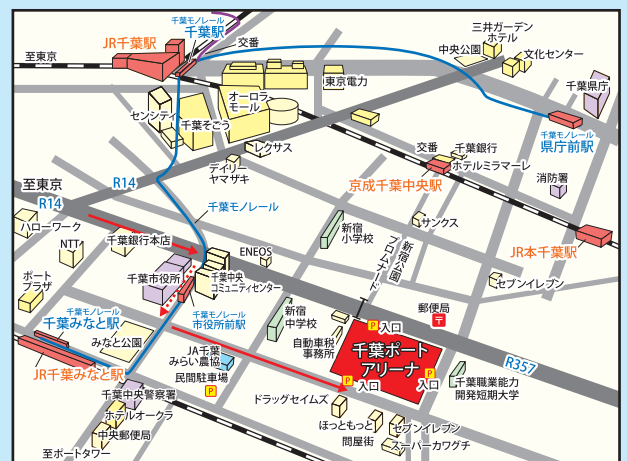 三井ガーデン
ホテル
千葉モノレール
千葉駅
JR千葉駅
交番
中央公園
文化センター
至東京
東京電力
千葉県庁
オーロラ
モール
センシティ
千葉そごう
千葉モノレール
県庁前駅
レクサス
交番
千葉銀行
ホテルミラマーレ
デイリー
ヤマザキ
京成千葉中央駅
消防署
至東京
R14
R14
千葉モノレール
サンクス
ハローワーク
新宿
小学校
新宿公園
プロムナード
JR本千葉駅
千葉銀行本店
NTT
ENEOS
千葉市役所
千葉中央
コミュニティセンター
セブンイレブン
ポート
プラザ
千葉モノレール
千葉みなと駅
千葉モノレール
市役所前駅
新宿
中学校
郵便局
〒
P
入口
みなと公園
自動車税
事務所
千葉ポート
アリーナ
R357
JA千葉
みらい農協
JR千葉みなと駅
民間駐車場
P
P
入口
P
入口
千葉職業能力
開発短期大学
千葉中央警察署
ホテルオークラ
ドラッグセイムズ
中央郵便局
ほっともっと
セブンイレブン
問屋街
スーパーカワグチ
至ポートタワー